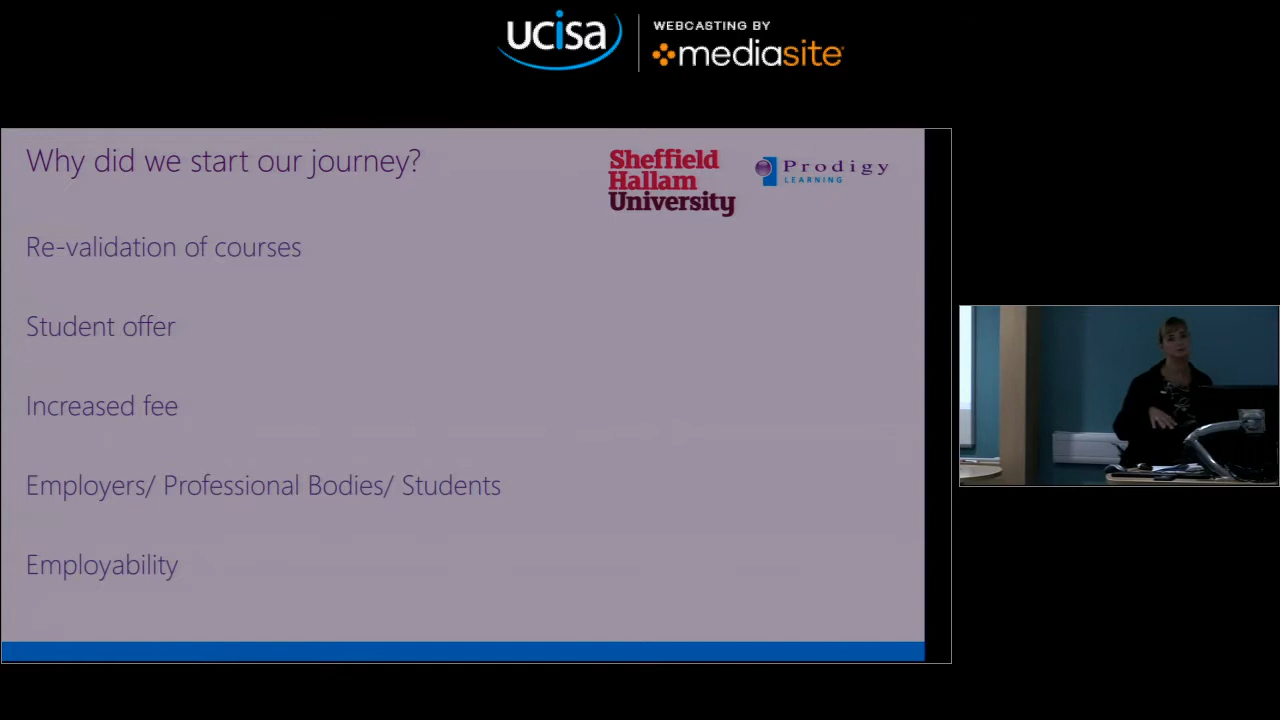 ucisa
WEBCASTING BY
mediasite
Why did we start our journey?
Sheffield
Hallam
University
Prodigy
LEARNING
Re-validation of courses
Student offer
Increased fee
Employers/ Professional Bodies/ Students
Employability